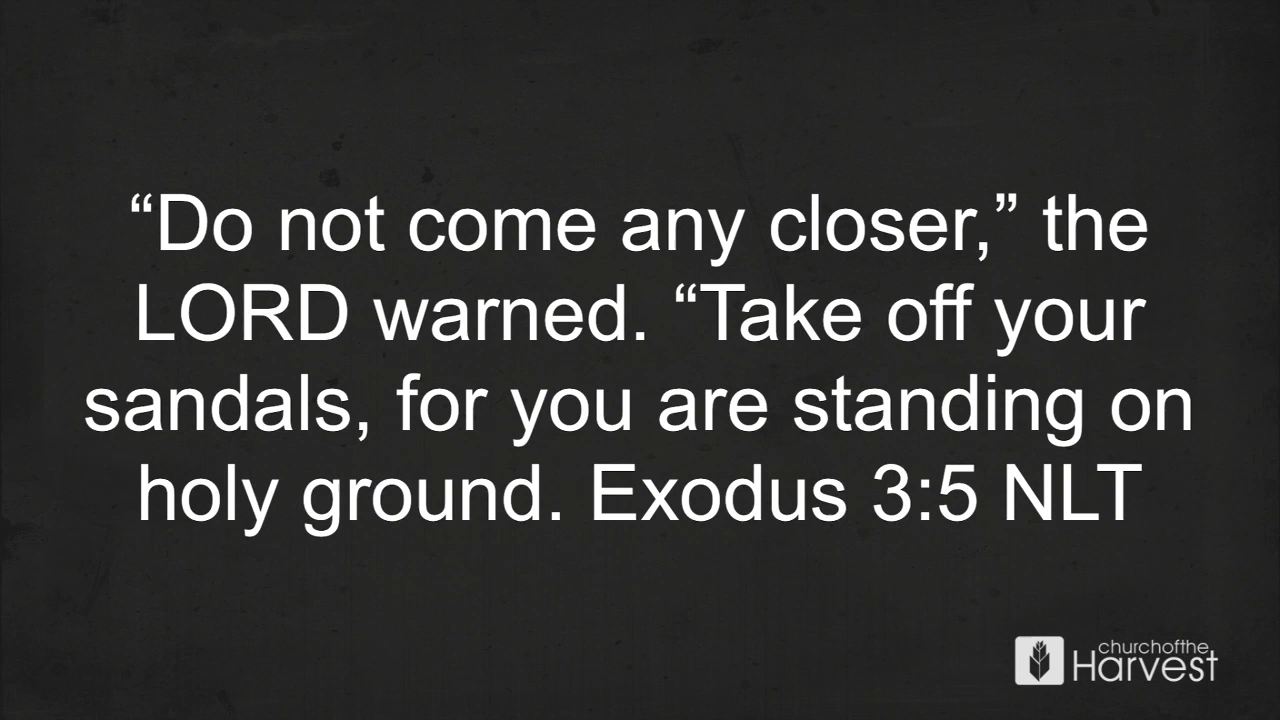 “Do not come any closer,” the
LORD warned. “Take off your
sandals, for you are standing on
holy ground. Exodus 3:5 NLT
churchofthe
Harvest